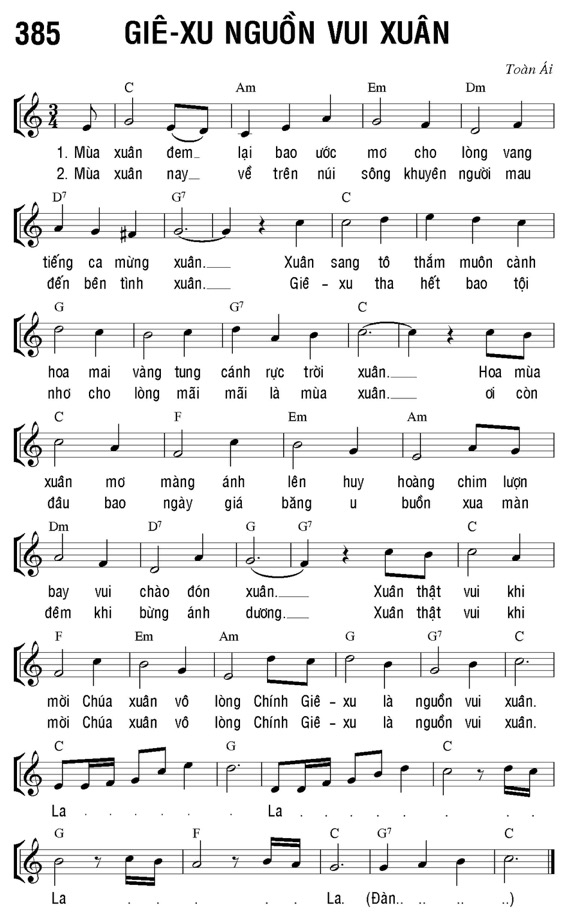 385 GIÊ-XU NGUỒN VUI XUÂN
Toàn Ái
C Am Em Dm
1. Mùa xuân đem lại bao ước mơ cho lòng vang
2. Mùa xuân nay về trên núi sông khuyên người mau
D7 G7 C
tiếng ca mừng xuân. Xuân sang tô thắm muôn cành
đến bên tình xuân. Giê-xu tha hết bao tội
G G7 C
hoa mai vàng tung cánh rực trời xuân. Hoa mùa
nhơ cho lòng mãi mãi là mùa xuân. ơi còn
C F Em Am
xuân mơ màng ánh lên huy hoàng chim lượn
đâu bao ngày giá băng u buồn xua màn
Dm D7 G G7 C A
bay vui chào đón xuân. Xuân thật vui khi
đêm khi bừng ánh dương. Xuân thật vui khi
F Em Am G G7 C
mời Chúa xuân vô lòng Chính Giê-xu là nguồn vui xuân.
mời Chúa xuân vô lòng Chính Giê-xu là nguồn vui xuân.
C G C
La . . . . . La . . . . . .
G F Am C G7 C
La . . . . . La. (Đàn.. .. .. .. ..)